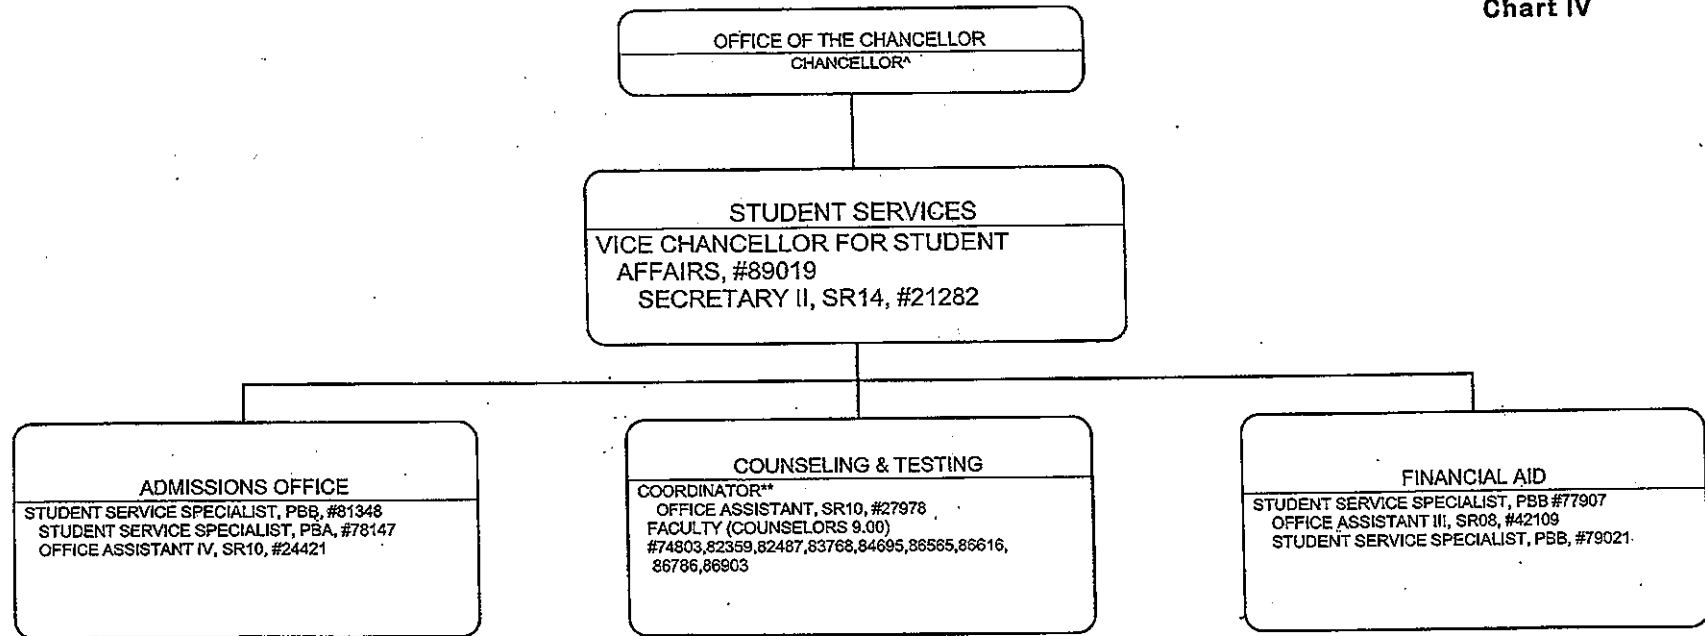 Chart IV
OFFICE OF THE CHANCELLOR
CHANCELLOR^
STUDENT SERVICES
VICE CHANCELLOR FOR STUDENT
AFFAIRS, #89019
SECRETARY II, SR14, #21282
ADMISSIONS OFFICE
STUDENT SERVICE SPECIALIST, PBB, #81348
STUDENT SERVICE SPECIALIST, PBA, #78147
OFFICE ASSISTANT IV, SR10, #24421
COUNSELING & TESTING
COORDINATOR**
OFFICE ASSISTANT, SR10, #27978
FACULTY (COUNSELORS 9.00)
#74803,82359,82487,83768,84695,86565,86616,
86786,86903
FINANCIAL AID
STUDENT SERVICE SPECIALIST, PBB #77907
OFFICE ASSISTANT III, SR08, #42109
STUDENT SERVICE SPECIALIST, PBB, #79021